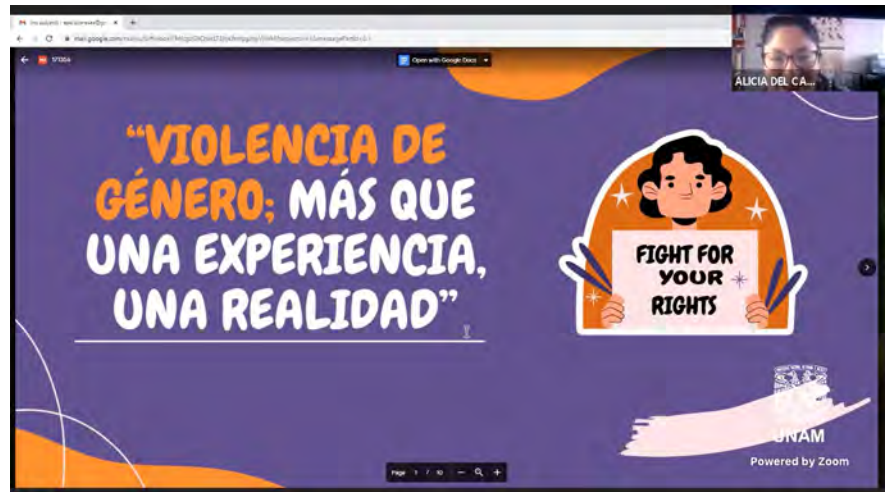 Open with Google Docs
ALICIA DEL CA...
“VIOLENCIA DE
GÉNERO; MÁS QUE
UNA EXPERIENCIA,
UNA REALIDAD”
FIGHT FOR
YOUR
RIGHTS
UNAM
Powered by Zoom
Page 1 / 10